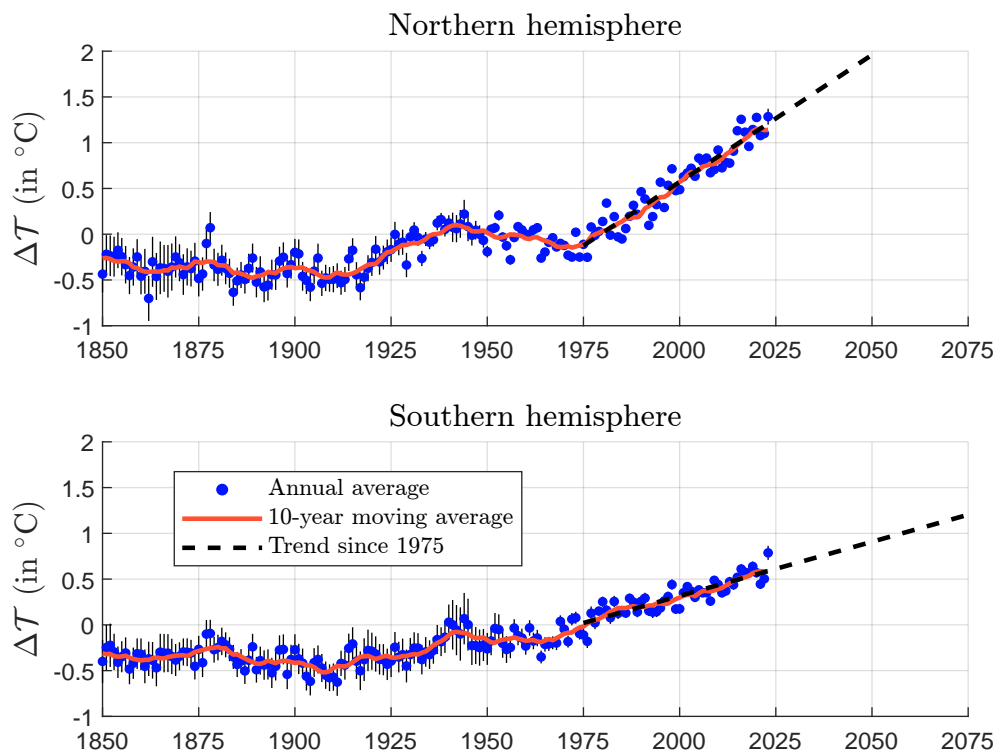 Northern hemisphere
2
1.5
1
0.5
0
-0.5
-1
ΔT (in °C)
1850 1875 1900 1925 1950 1975 2000 2025 2050 2075
Southern hemisphere
2
1.5
1
0.5
0
-0.5
-1
ΔT (in °C)
Annual average
10-year moving average
Trend since 1975
1850 1875 1900 1925 1950 1975 2000 2025 2050 2075